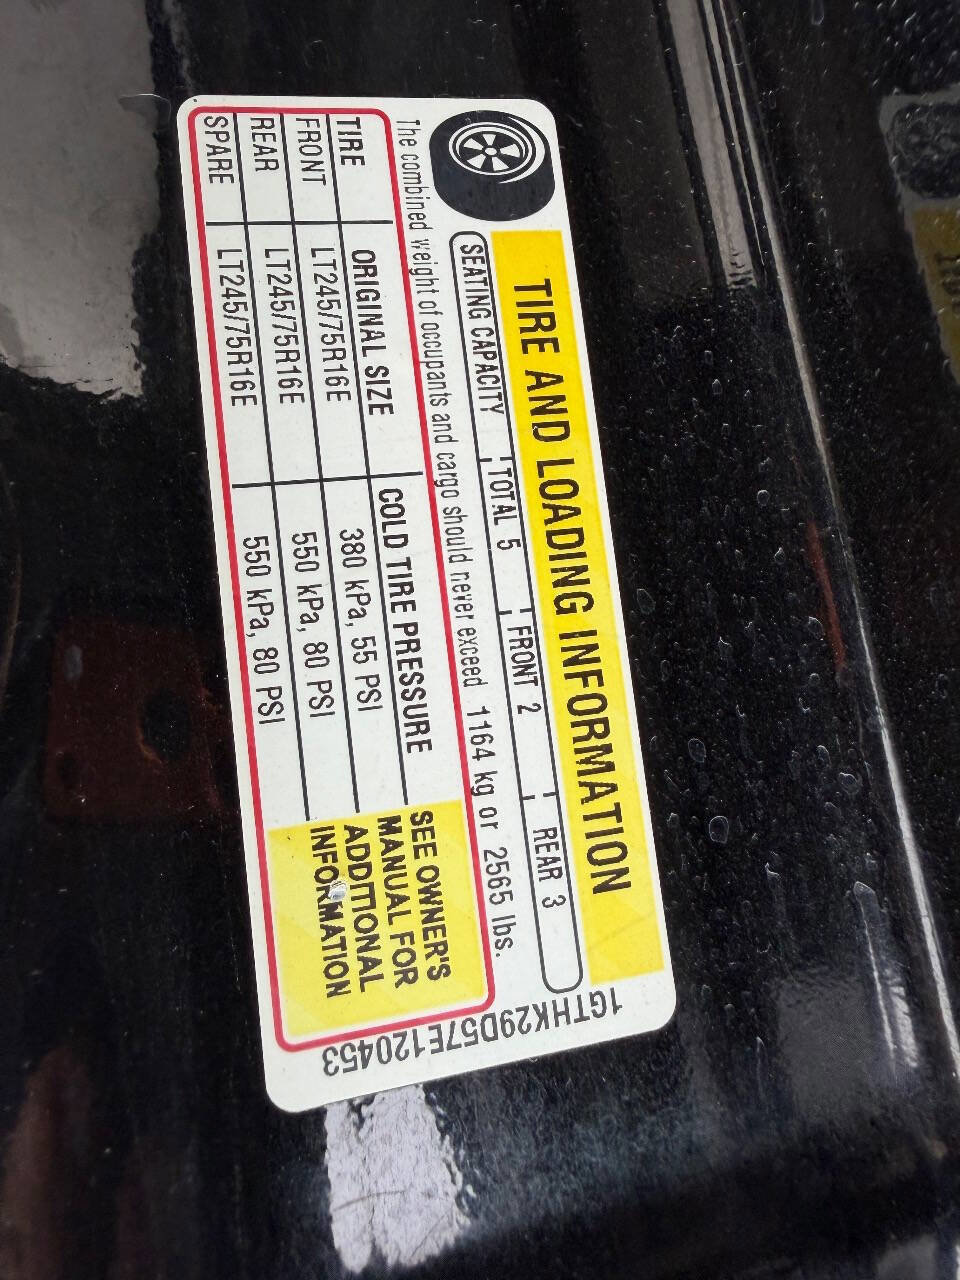 TIRE AND LOADING INFORMATION
SEATING CAPACITY TOTAL 5 FRONT 2 REAR 3
The combined weight of occupants and cargo should never exceed 1164 kg or 2565 lbs.
TIRE ORIGINAL SIZE COLD TIRE PRESSURE
FRONT LT245/75R16E 380 kPa, 55 PSI
REAR LT245/75R16E 550 kPa, 80 PSI
SPARE LT245/75R16E 550 kPa, 80 PSI
SEE OWNER'S
MANUAL FOR
ADDITIONAL
INFORMATION
1GTHK29D57E120453